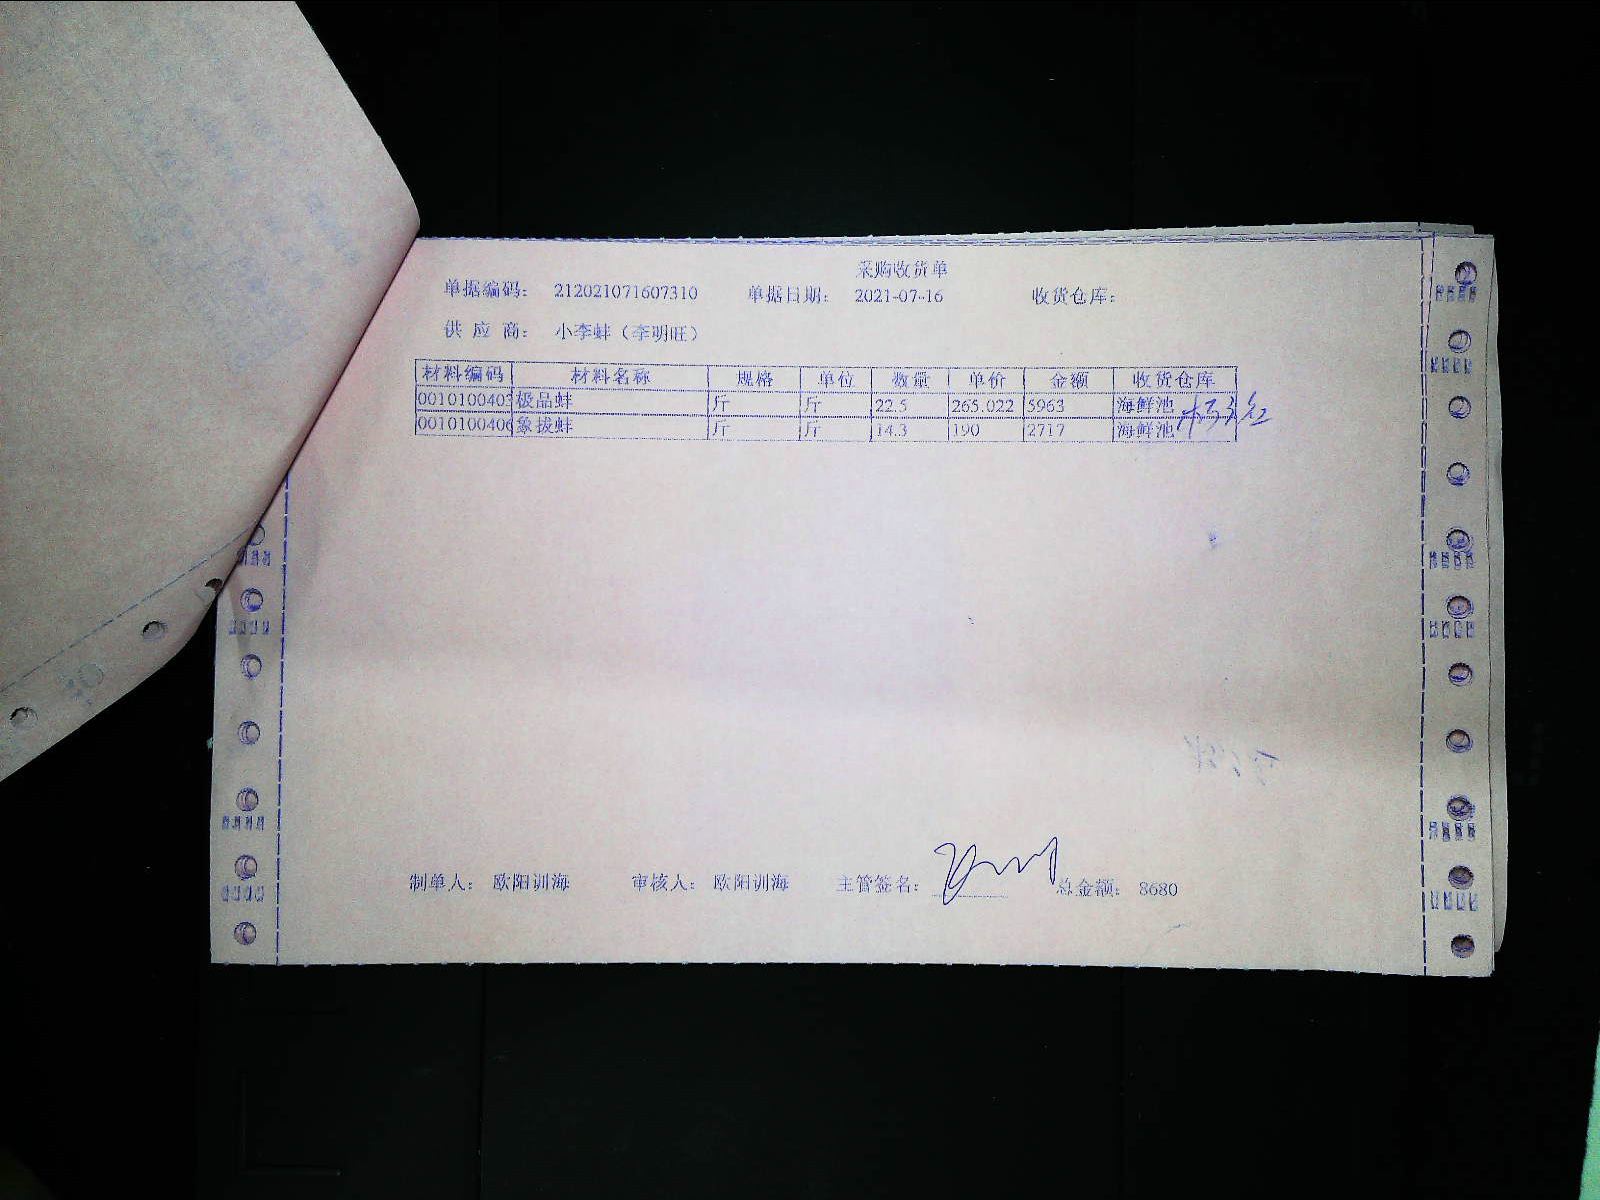 采购收货单
单据编码： 212021071607310 单据日期： 2021-07-16 收货仓库：
供 应 商： 小李蚌（李明旺）
材料编码 材料名称 规格 单位 数量 单价 金额 收货仓库
0010100403 极品蚌 斤 斤 22.5 265.022 5963 海鲜池
0010100406 象拔蚌 斤 斤 14.3 190 2717 海鲜池
制单人： 欧阳训海 审核人： 欧阳训海 主管签名： 总金额： 8680